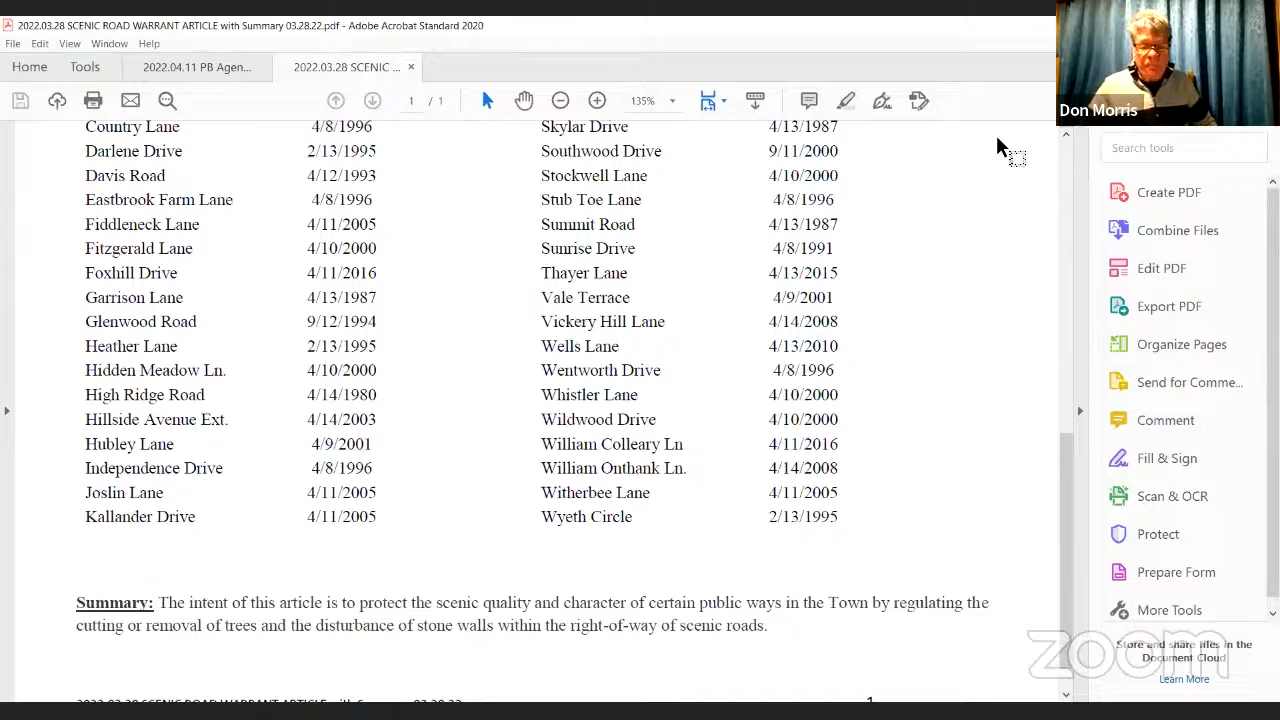 2022.03.28 SCENIC ROAD WARRANT ARTICLE with Summary 03.28.22.pdf - Adobe Acrobat Standard 2020
File Edit View Window Help
Home Tools 2022.04.11 PB Agen... 2022.03.28 SCENIC ... ×
1 / 1 135%
Don Morris
Country Lane 4/8/1996 Skylar Drive 4/13/1987
Darlene Drive 2/13/1995 Southwood Drive 9/11/2000
Davis Road 4/12/1993 Stockwell Lane 4/10/2000
Eastbrook Farm Lane 4/8/1996 Stub Toe Lane 4/8/1996
Fiddleneck Lane 4/11/2005 Summit Road 4/13/1987
Fitzgerald Lane 4/10/2000 Sunrise Drive 4/8/1991
Foxhill Drive 4/11/2016 Thayer Lane 4/13/2015
Garrison Lane 4/13/1987 Vale Terrace 4/9/2001
Glenwood Road 9/12/1994 Vickery Hill Lane 4/14/2008
Heather Lane 2/13/1995 Wells Lane 4/13/2010
Hidden Meadow Ln. 4/10/2000 Wentworth Drive 4/8/1996
High Ridge Road 4/14/1980 Whistler Lane 4/10/2000
Hillside Avenue Ext. 4/14/2003 Wildwood Drive 4/10/2000
Hubley Lane 4/9/2001 William Colleary Ln 4/11/2016
Independence Drive 4/8/1996 William Onthank Ln. 4/14/2008
Joslin Lane 4/11/2005 Witherbee Lane 4/11/2005
Kallander Drive 4/11/2005 Wyeth Circle 2/13/1995
Summary: The intent of this article is to protect the scenic quality and character of certain public ways in the Town by regulating the
cutting or removal of trees and the disturbance of stone walls within the right-of-way of scenic roads.
Search tools
Create PDF
Combine Files
Edit PDF
Export PDF
Organize Pages
Send for Comme...
Comment
Fill & Sign
Scan & OCR
Protect
Prepare Form
More Tools
Store and share files in the
Document Cloud
Learn More
zoom